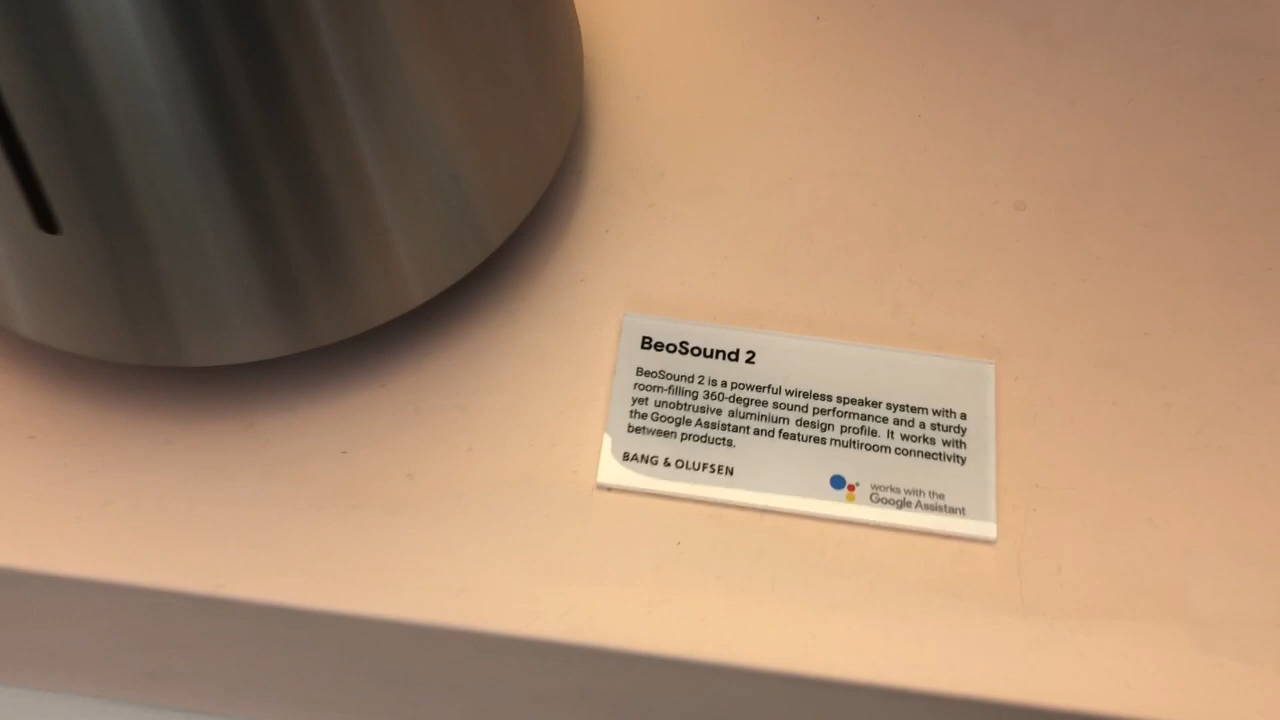 BeoSound 2
BeoSound 2 is a powerful wireless speaker system with a
room-filling 360-degree sound performance and a sturdy
yet unobtrusive aluminium design profile. It works with
the Google Assistant and features multiroom connectivity
between products.
BANG & OLUFSEN
works with the
Google Assistant